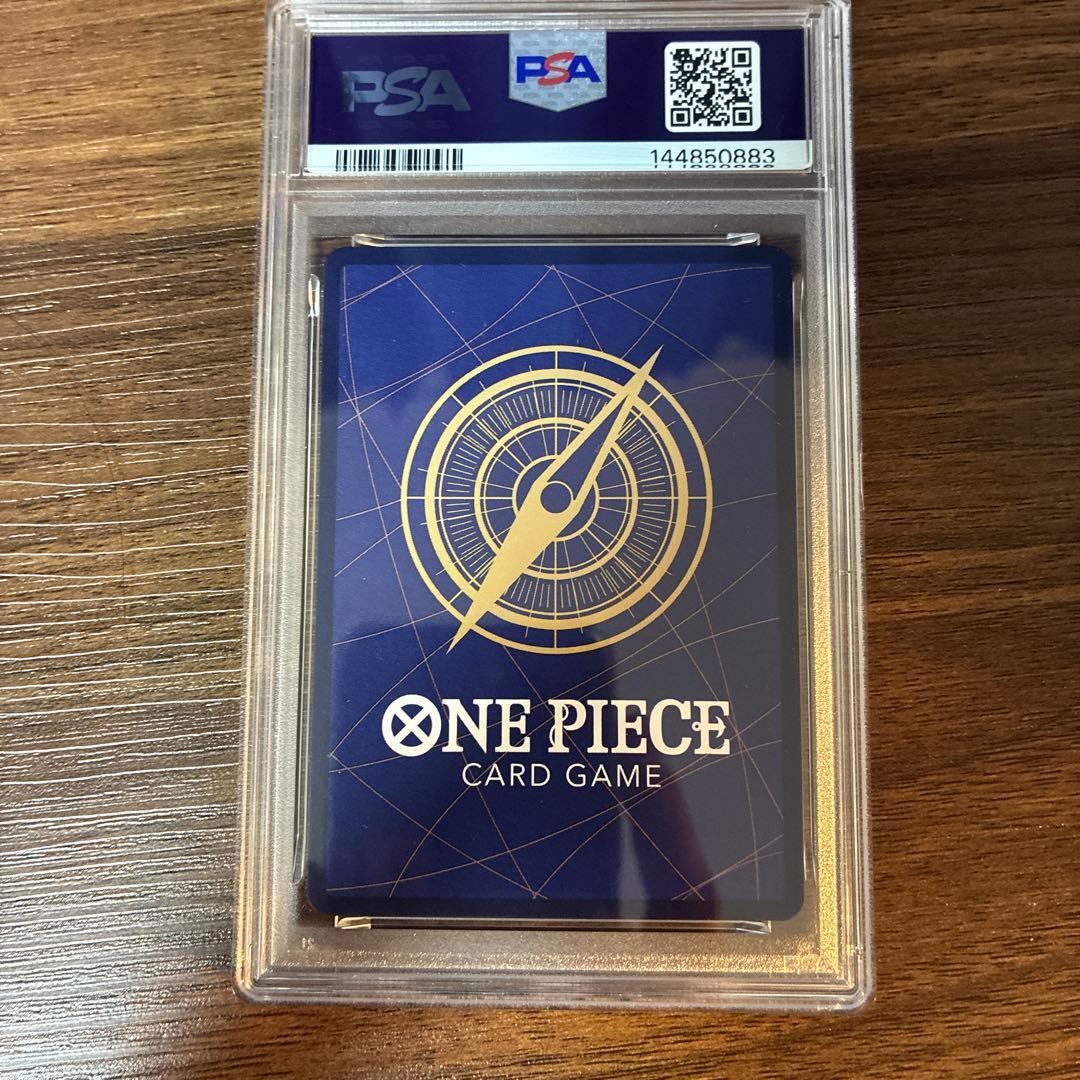 PSA
PSA
144850883
ONE PIECE
CARD GAME